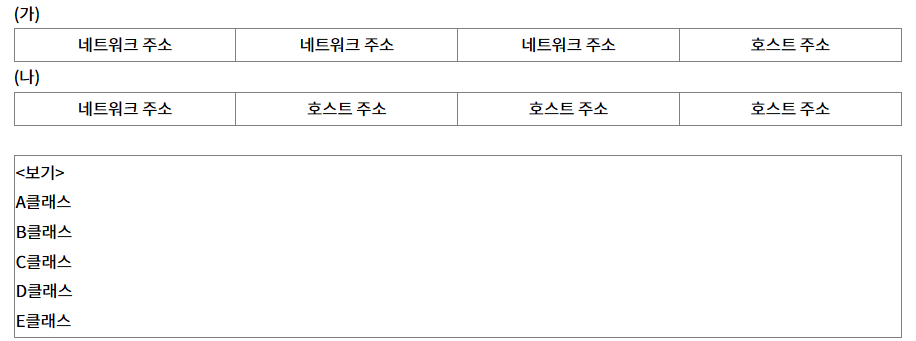 (가)
네트워크 주소 네트워크 주소 네트워크 주소 호스트 주소
(나)
네트워크 주소 호스트 주소 호스트 주소 호스트 주소
<보기>
A클래스
B클래스
C클래스
D클래스
E클래스